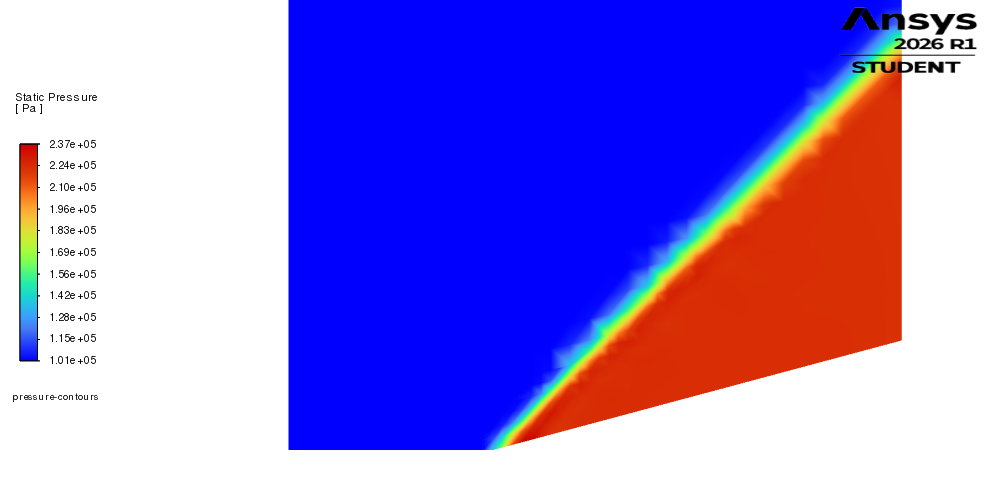 Ansys
2026 R1
STUDENT
Static Pressure
[ Pa ]
2.37e+05
2.24e+05
2.10e+05
1.96e+05
1.83e+05
1.69e+05
1.56e+05
1.42e+05
1.28e+05
1.15e+05
1.01e+05
pressure-contours